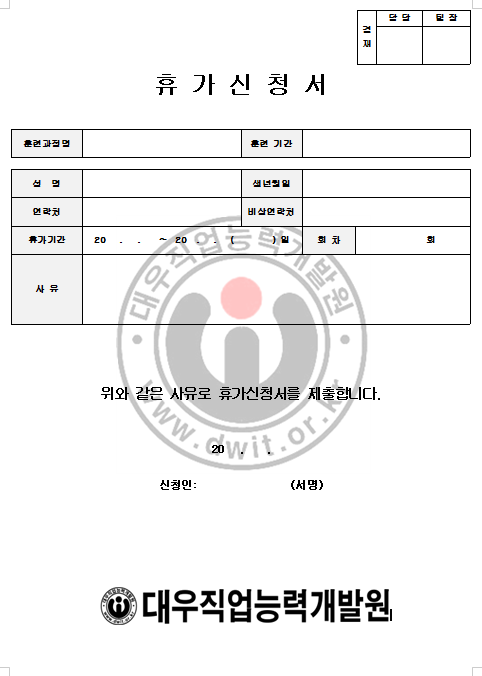 결 재
담 당
팀 장
휴 가 신 청 서
훈련과정명
훈련 기간
성 명
생년월일
연락처
비상연락처
휴가기간
20 . . ~ 20 . . ( ) 일
회 차
회
사 유
위와 같은 사유로 휴가신청서를 제출합니다.
20 . .
신청인: (서명)
대우직업능력개발원
www.dwit.or.kr
대우직업능력개발원